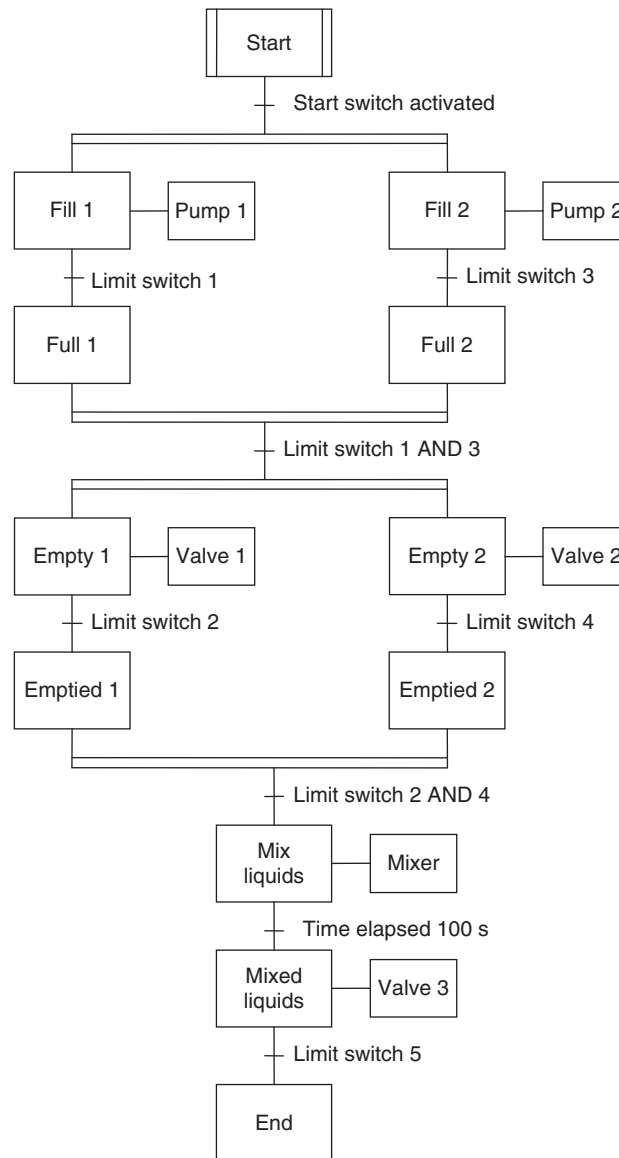 Start
Start switch activated
Fill 1
Pump 1
Fill 2
Pump 2
Limit switch 1
Limit switch 3
Full 1
Full 2
Limit switch 1 AND 3
Empty 1
Valve 1
Empty 2
Valve 2
Limit switch 2
Limit switch 4
Emptied 1
Emptied 2
Limit switch 2 AND 4
Mix
liquids
Mixer
Time elapsed 100 s
Mixed
liquids
Valve 3
Limit switch 5
End